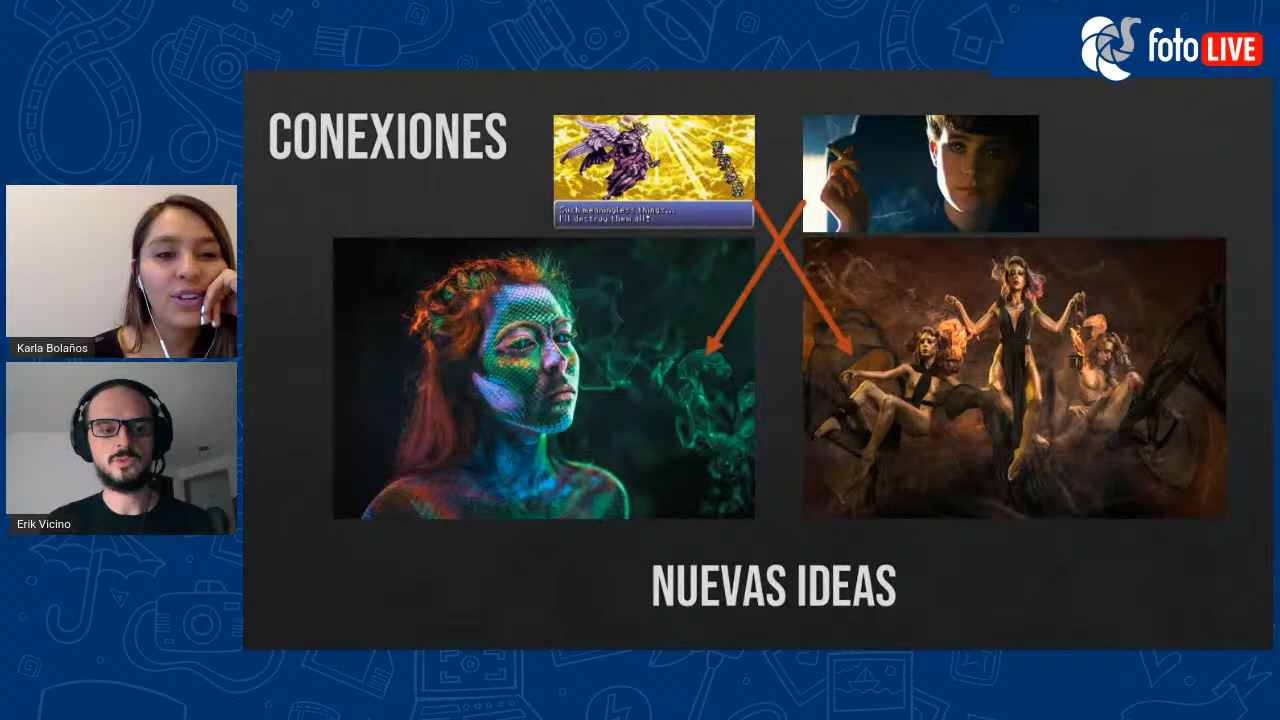 foto LIVE
CONEXIONES
Such meaningless things...
I'll destroy them all!
Karla Bolaños
Erik Vicino
NUEVAS IDEAS